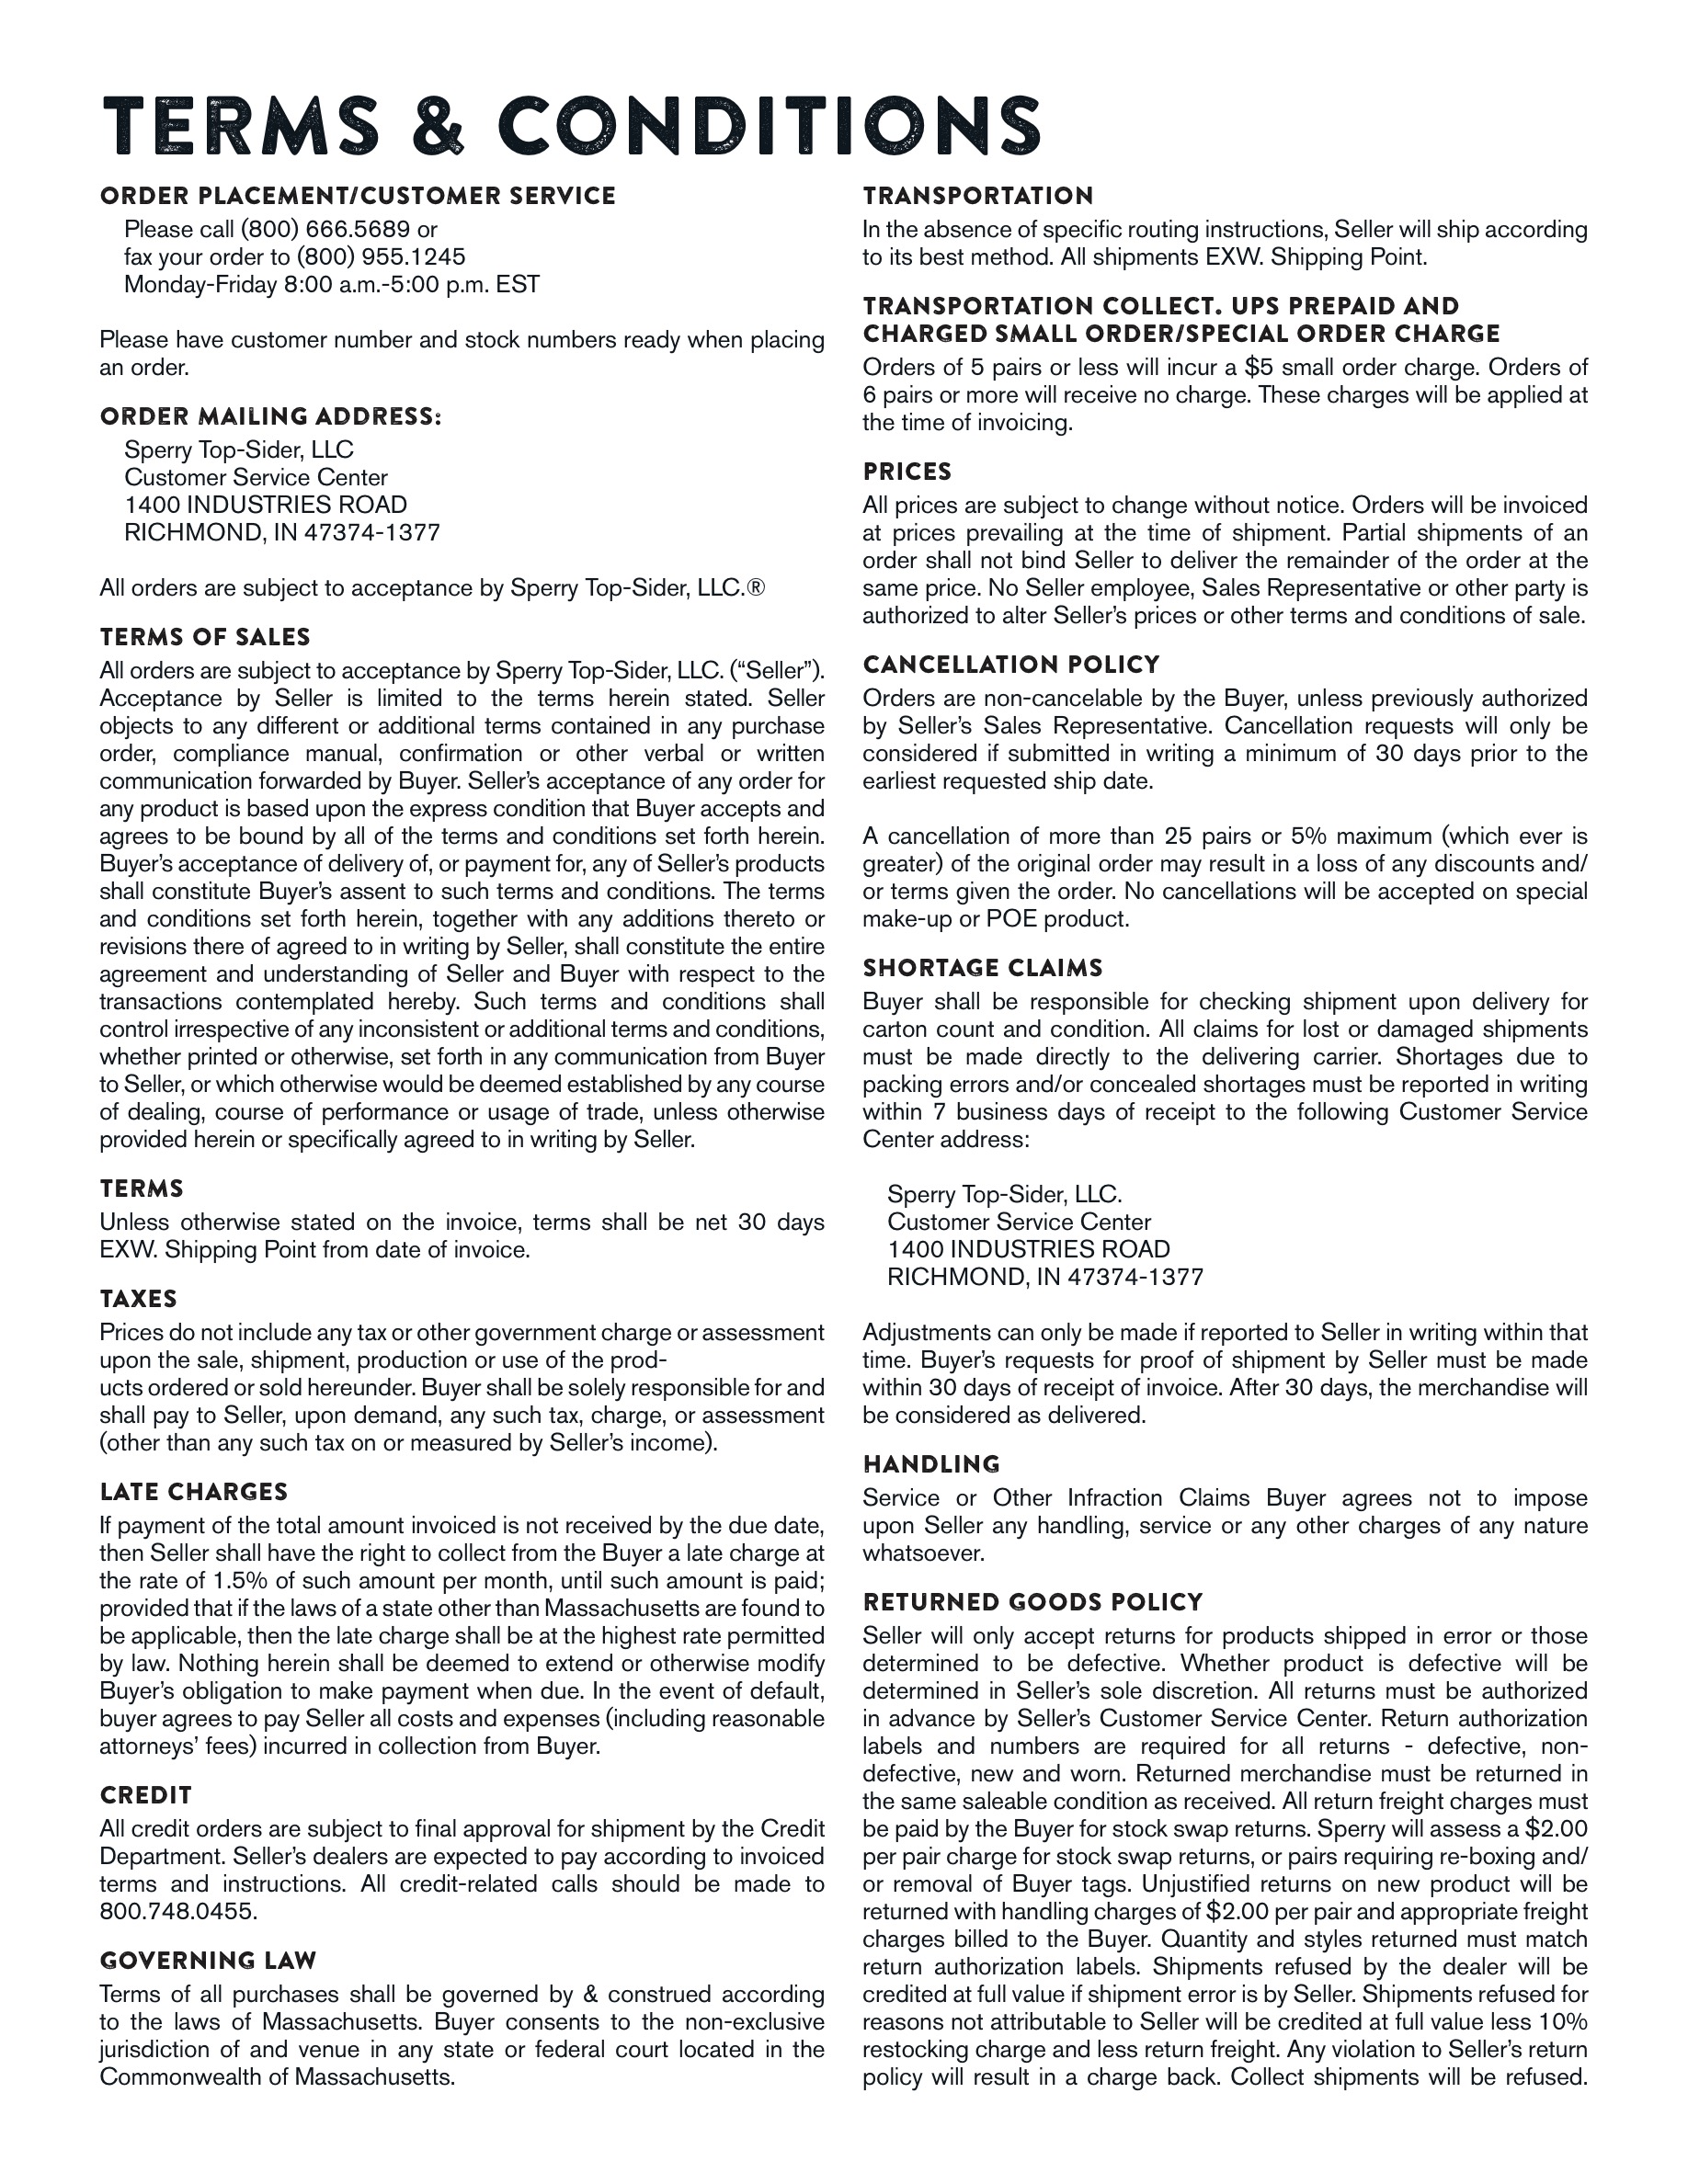 TERMS & CONDITIONS
ORDER PLACEMENT/CUSTOMER SERVICE
Please call (800) 666.5689 or
fax your order to (800) 955.1245
Monday-Friday 8:00 a.m.-5:00 p.m. EST
Please have customer number and stock numbers ready when placing
an order.
ORDER MAILING ADDRESS:
Sperry Top-Sider, LLC
Customer Service Center
1400 INDUSTRIES ROAD
RICHMOND, IN 47374-1377
All orders are subject to acceptance by Sperry Top-Sider, LLC.®
TERMS OF SALES
All orders are subject to acceptance by Sperry Top-Sider, LLC. (“Seller”).
Acceptance by Seller is limited to the terms herein stated. Seller
objects to any different or additional terms contained in any purchase
order, compliance manual, confirmation or other verbal or written
communication forwarded by Buyer. Seller’s acceptance of any order for
any product is based upon the express condition that Buyer accepts and
agrees to be bound by all of the terms and conditions set forth herein.
Buyer’s acceptance of delivery of, or payment for, any of Seller’s products
shall constitute Buyer’s assent to such terms and conditions. The terms
and conditions set forth herein, together with any additions thereto or
revisions there of agreed to in writing by Seller, shall constitute the entire
agreement and understanding of Seller and Buyer with respect to the
transactions contemplated hereby. Such terms and conditions shall
control irrespective of any inconsistent or additional terms and conditions,
whether printed or otherwise, set forth in any communication from Buyer
to Seller, or which otherwise would be deemed established by any course
of dealing, course of performance or usage of trade, unless otherwise
provided herein or specifically agreed to in writing by Seller.
TERMS
Unless otherwise stated on the invoice, terms shall be net 30 days
EXW. Shipping Point from date of invoice.
TAXES
Prices do not include any tax or other government charge or assessment
upon the sale, shipment, production or use of the prod-
ucts ordered or sold hereunder. Buyer shall be solely responsible for and
shall pay to Seller, upon demand, any such tax, charge, or assessment
(other than any such tax on or measured by Seller’s income).
LATE CHARGES
If payment of the total amount invoiced is not received by the due date,
then Seller shall have the right to collect from the Buyer a late charge at
the rate of 1.5% of such amount per month, until such amount is paid;
provided that if the laws of a state other than Massachusetts are found to
be applicable, then the late charge shall be at the highest rate permitted
by law. Nothing herein shall be deemed to extend or otherwise modify
Buyer’s obligation to make payment when due. In the event of default,
buyer agrees to pay Seller all costs and expenses (including reasonable
attorneys’ fees) incurred in collection from Buyer.
CREDIT
All credit orders are subject to final approval for shipment by the Credit
Department. Seller’s dealers are expected to pay according to invoiced
terms and instructions. All credit-related calls should be made to
800.748.0455.
GOVERNING LAW
Terms of all purchases shall be governed by & construed according
to the laws of Massachusetts. Buyer consents to the non-exclusive
jurisdiction of and venue in any state or federal court located in the
Commonwealth of Massachusetts.
TRANSPORTATION
In the absence of specific routing instructions, Seller will ship according
to its best method. All shipments EXW. Shipping Point.
TRANSPORTATION COLLECT. UPS PREPAID AND
CHARGED SMALL ORDER/SPECIAL ORDER CHARGE
Orders of 5 pairs or less will incur a $5 small order charge. Orders of
6 pairs or more will receive no charge. These charges will be applied at
the time of invoicing.
PRICES
All prices are subject to change without notice. Orders will be invoiced
at prices prevailing at the time of shipment. Partial shipments of an
order shall not bind Seller to deliver the remainder of the order at the
same price. No Seller employee, Sales Representative or other party is
authorized to alter Seller’s prices or other terms and conditions of sale.
CANCELLATION POLICY
Orders are non-cancelable by the Buyer, unless previously authorized
by Seller’s Sales Representative. Cancellation requests will only be
considered if submitted in writing a minimum of 30 days prior to the
earliest requested ship date.
A cancellation of more than 25 pairs or 5% maximum (which ever is
greater) of the original order may result in a loss of any discounts and/
or terms given the order. No cancellations will be accepted on special
make-up or POE product.
SHORTAGE CLAIMS
Buyer shall be responsible for checking shipment upon delivery for
carton count and condition. All claims for lost or damaged shipments
must be made directly to the delivering carrier. Shortages due to
packing errors and/or concealed shortages must be reported in writing
within 7 business days of receipt to the following Customer Service
Center address:
Sperry Top-Sider, LLC.
Customer Service Center
1400 INDUSTRIES ROAD
RICHMOND, IN 47374-1377
Adjustments can only be made if reported to Seller in writing within that
time. Buyer’s requests for proof of shipment by Seller must be made
within 30 days of receipt of invoice. After 30 days, the merchandise will
be considered as delivered.
HANDLING
Service or Other Infraction Claims Buyer agrees not to impose
upon Seller any handling, service or any other charges of any nature
whatsoever.
RETURNED GOODS POLICY
Seller will only accept returns for products shipped in error or those
determined to be defective. Whether product is defective will be
determined in Seller’s sole discretion. All returns must be authorized
in advance by Seller’s Customer Service Center. Return authorization
labels and numbers are required for all returns - defective, non-
defective, new and worn. Returned merchandise must be returned in
the same saleable condition as received. All return freight charges must
be paid by the Buyer for stock swap returns. Sperry will assess a $2.00
per pair charge for stock swap returns, or pairs requiring re-boxing and/
or removal of Buyer tags. Unjustified returns on new product will be
returned with handling charges of $2.00 per pair and appropriate freight
charges billed to the Buyer. Quantity and styles returned must match
return authorization labels. Shipments refused by the dealer will be
credited at full value if shipment error is by Seller. Shipments refused for
reasons not attributable to Seller will be credited at full value less 10%
restocking charge and less return freight. Any violation to Seller’s return
policy will result in a charge back. Collect shipments will be refused.